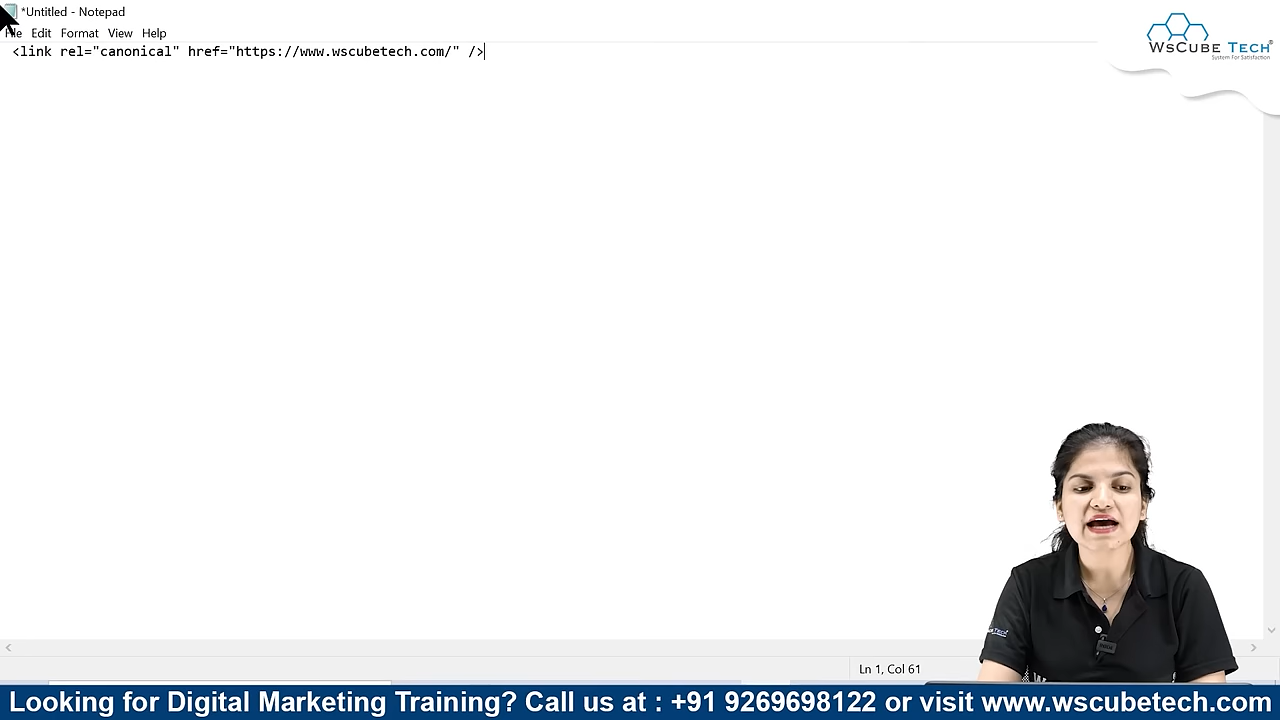 *Untitled - Notepad
File Edit Format View Help
<link rel="canonical" href="https://www.wscubetech.com/" />
WsCube Tech®
System For Satisfaction
Ln 1, Col 61
Looking for Digital Marketing Training? Call us at : +91 9269698122 or visit www.wscubetech.com